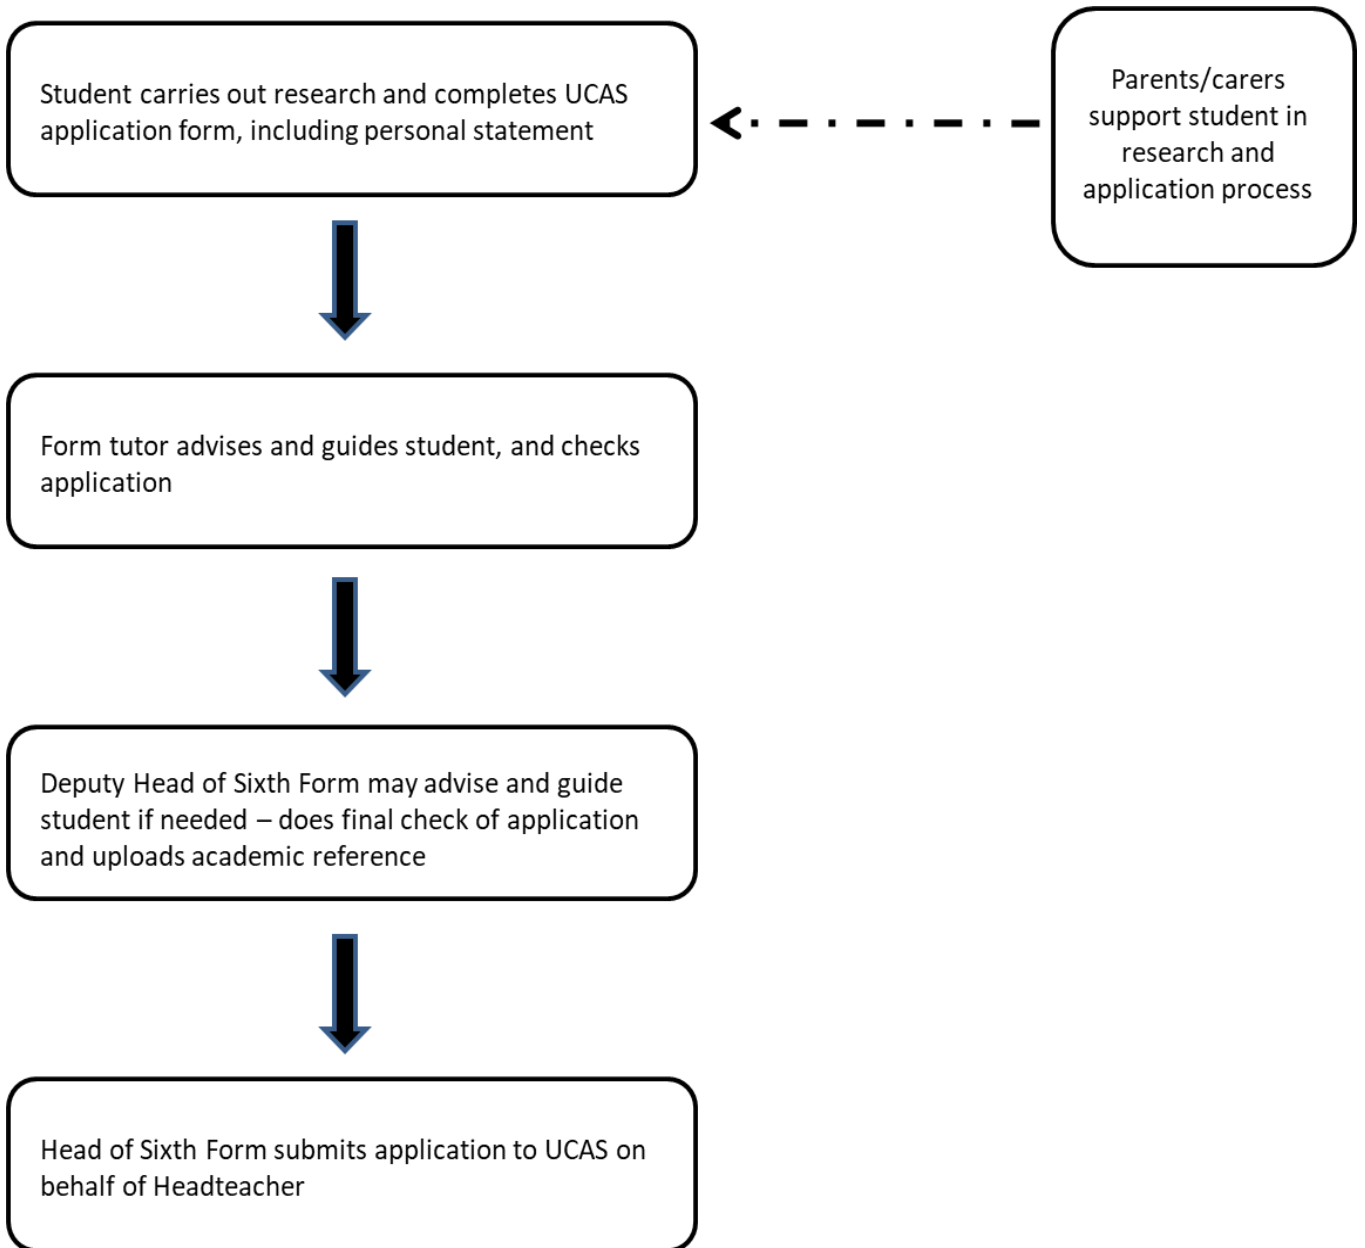 Student carries out research and completes UCAS
application form, including personal statement
Parents/carers
support student in
research and
application process
Form tutor advises and guides student, and checks
application
Deputy Head of Sixth Form may advise and guide
student if needed – does final check of application
and uploads academic reference
Head of Sixth Form submits application to UCAS on
behalf of Headteacher